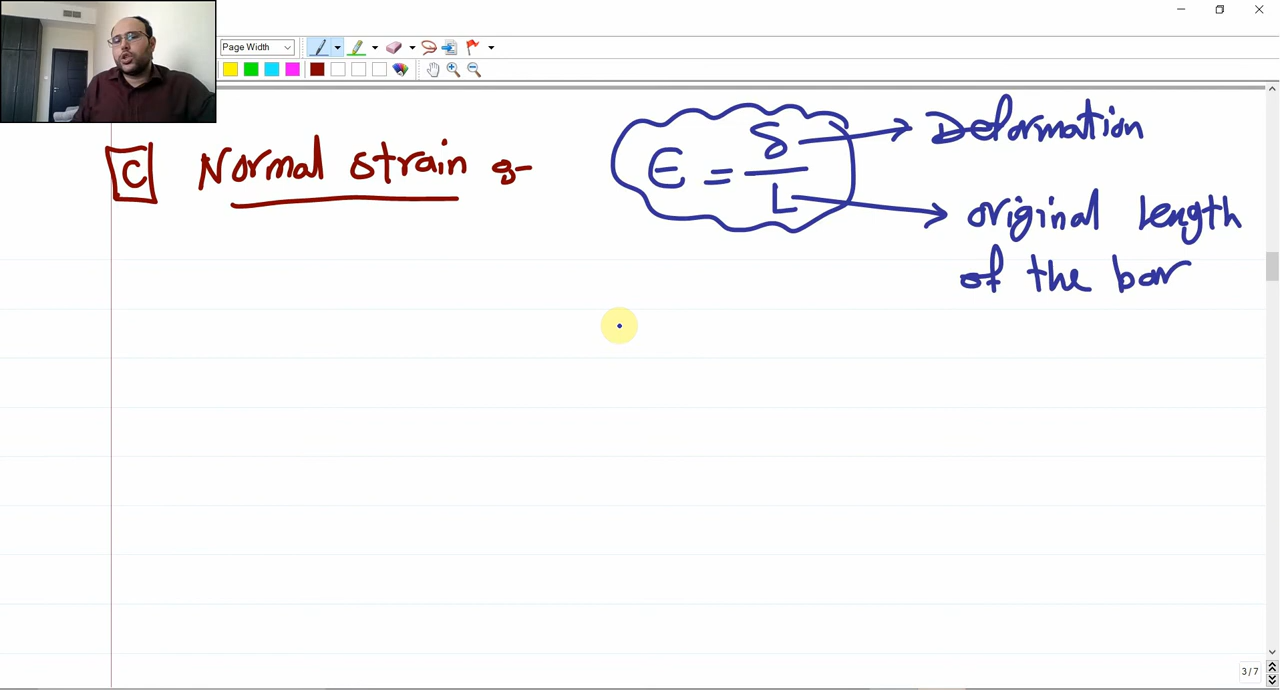 Page Width
C Normal strain :-
ϵ = δ / L
Deformation
original Length
of the bar
3 / 7